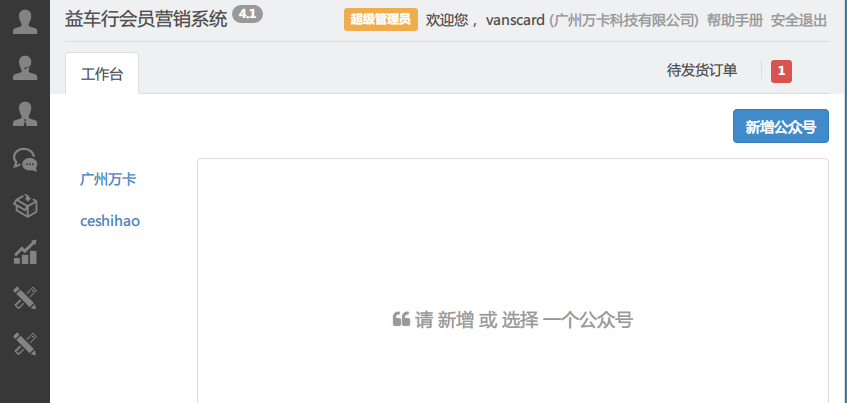 益车行会员营销系统 4.1
超级管理员 欢迎您， vanscard (广州万卡科技有限公司) 帮助手册 安全退出
工作台
待发货订单 1
新增公众号
广州万卡
ceshihao
请 新增 或 选择 一个公众号